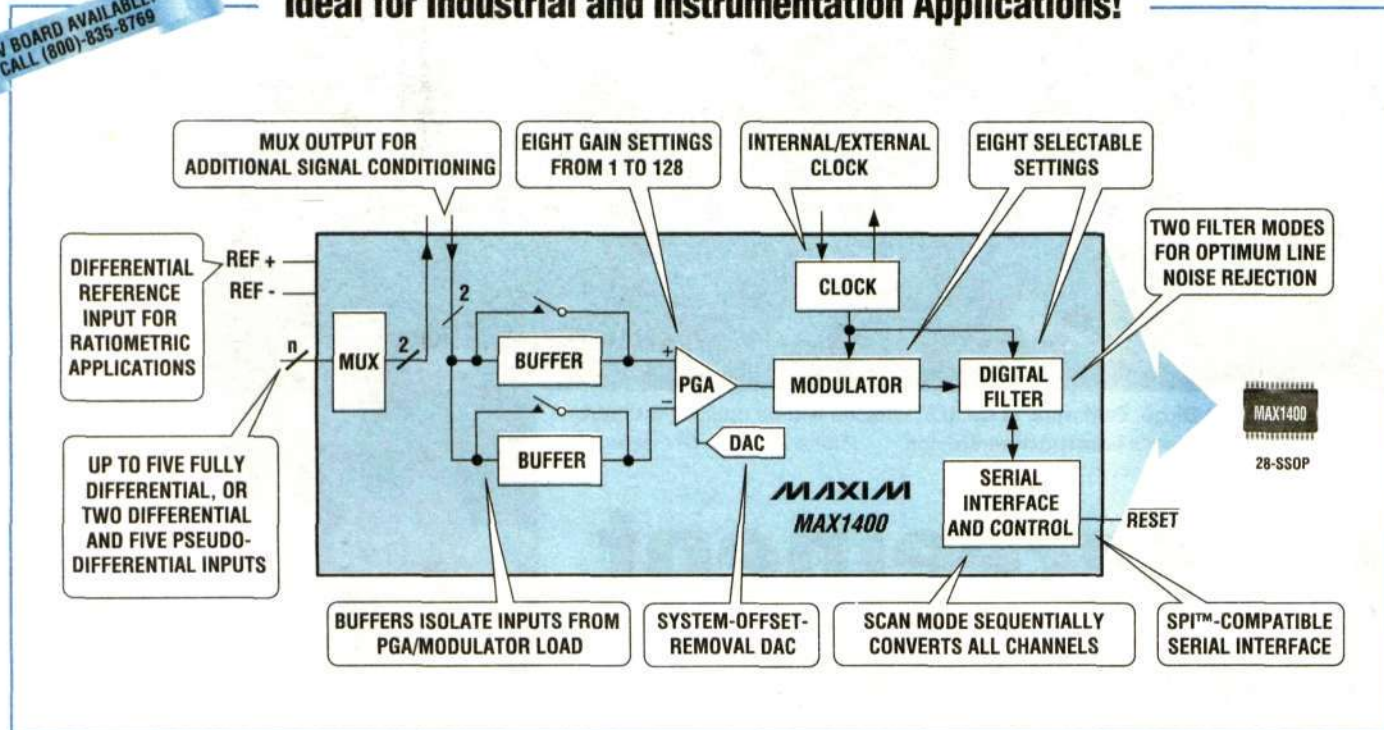 Ideal for Industrial and Instrumentation Applications!
BOARD AVAILABLE
CALL (800)-835-8769
MUX OUTPUT FOR
ADDITIONAL SIGNAL CONDITIONING
EIGHT GAIN SETTINGS
FROM 1 TO 128
INTERNAL/EXTERNAL
CLOCK
EIGHT SELECTABLE
SETTINGS
TWO FILTER MODES
FOR OPTIMUM LINE
NOISE REJECTION
DIFFERENTIAL
REFERENCE
INPUT FOR
RATIOMETRIC
APPLICATIONS
REF +
REF -
n
MUX
2
2
BUFFER
BUFFER
+
−
PGA
DAC
CLOCK
MODULATOR
DIGITAL
FILTER
SERIAL
INTERFACE
AND CONTROL
RESET
MAXIM
MAX1400
MAX1400
28-SSOP
UP TO FIVE FULLY
DIFFERENTIAL, OR
TWO DIFFERENTIAL
AND FIVE PSEUDO-
DIFFERENTIAL INPUTS
BUFFERS ISOLATE INPUTS FROM
PGA/MODULATOR LOAD
SYSTEM-OFFSET-
REMOVAL DAC
SCAN MODE SEQUENTIALLY
CONVERTS ALL CHANNELS
SPI™-COMPATIBLE
SERIAL INTERFACE